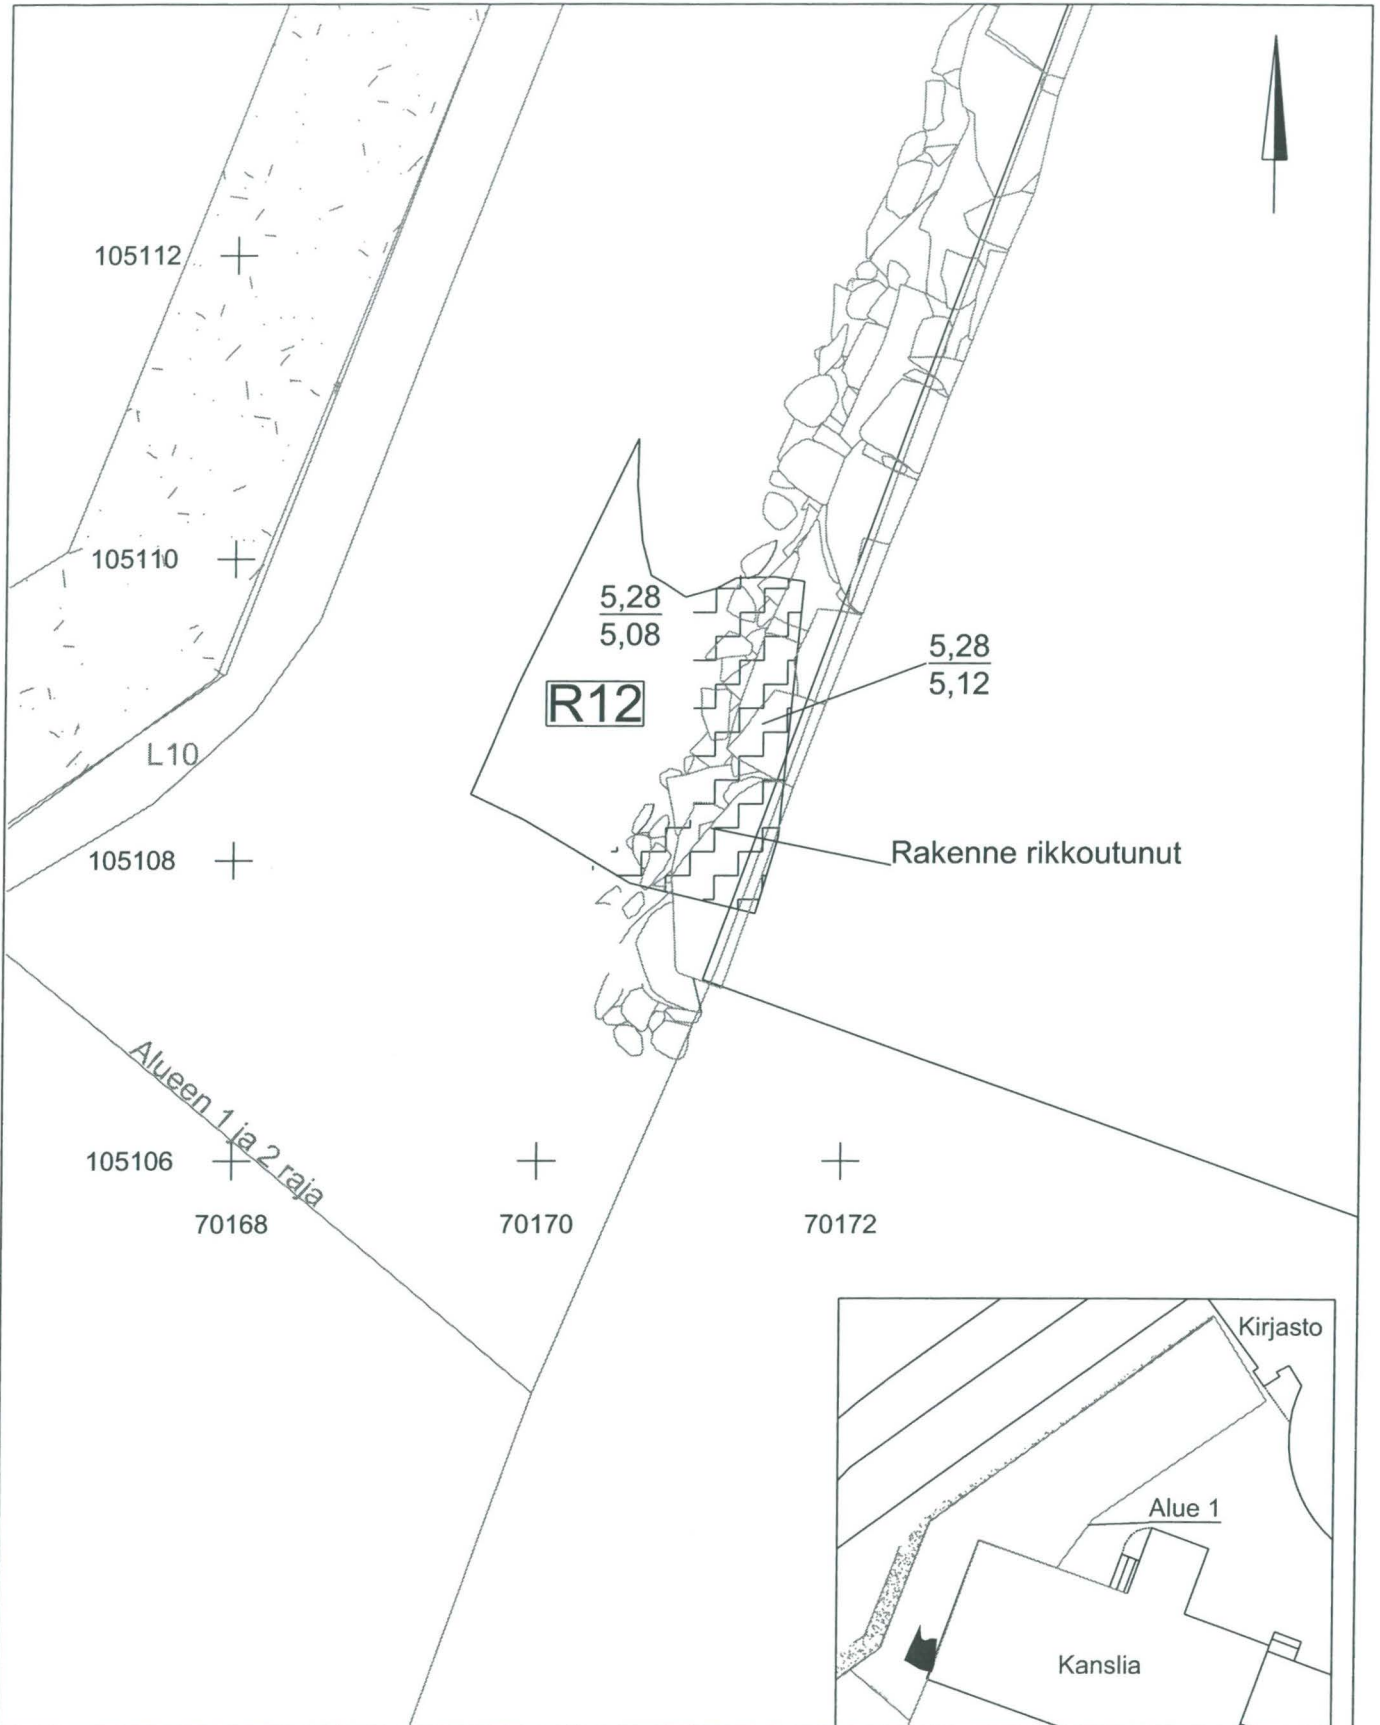 105112
105110
5,28
5,08
5,28
5,12
R12
L10
105108
Rakenne rikkoutunut
Alueen 1 ja 2 raja
105106
70168
70170
70172
Kirjasto
Alue 1
Kanslia